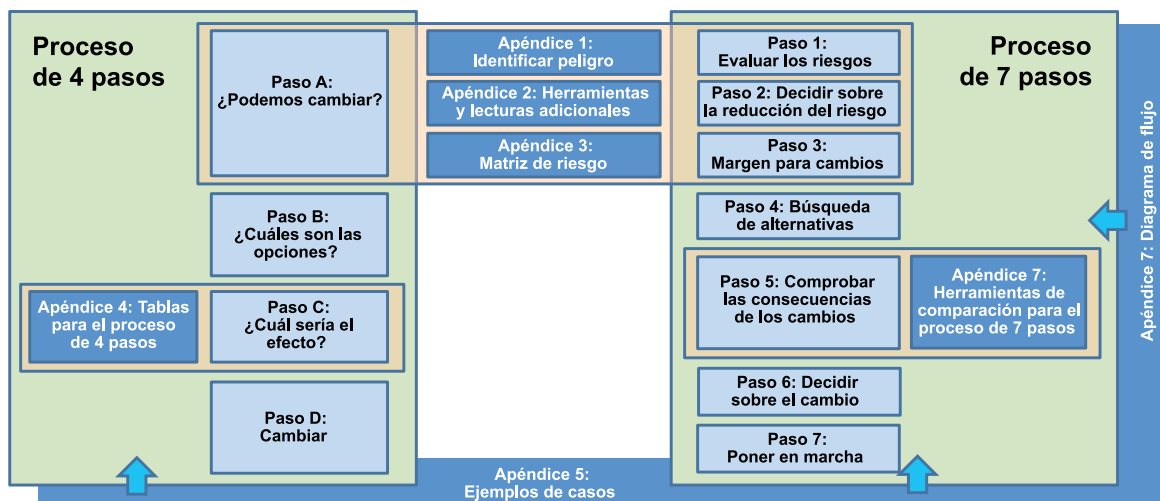 Proceso
de 4 pasos
Paso A:
¿Podemos cambiar?
Paso B:
¿Cuáles son las
opciones?
Apéndice 4: Tablas
para el proceso
de 4 pasos
Paso C:
¿Cuál sería el
efecto?
Paso D:
Cambiar
Apéndice 1:
Identificar peligro
Apéndice 2: Herramientas
y lecturas adicionales
Apéndice 3:
Matriz de riesgo
Proceso
de 7 pasos
Paso 1:
Evaluar los riesgos
Paso 2: Decidir sobre
la reducción del riesgo
Paso 3:
Margen para cambios
Paso 4: Búsqueda
de alternativas
Paso 5: Comprobar
las consecuencias
de los cambios
Apéndice 7:
Herramientas de
comparación para el
proceso de 7 pasos
Paso 6: Decidir
sobre el cambio
Paso 7:
Poner en marcha
Apéndice 5:
Ejemplos de casos
Apéndice 7: Diagrama de flujo